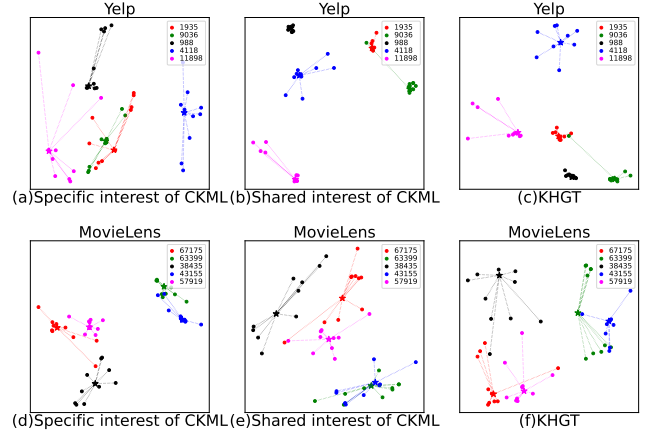 Yelp
1935
9036
988
4118
11898
(a)Specific interest of CKML
Yelp
1935
9036
988
4118
11898
(b)Shared interest of CKML
Yelp
1935
9036
988
4118
11898
(c)KHGT
MovieLens
67175
63399
38435
43155
57919
(d)Specific interest of CKML
MovieLens
67175
63399
38435
43155
57919
(e)Shared interest of CKML
MovieLens
67175
63399
38435
43155
57919
(f)KHGT